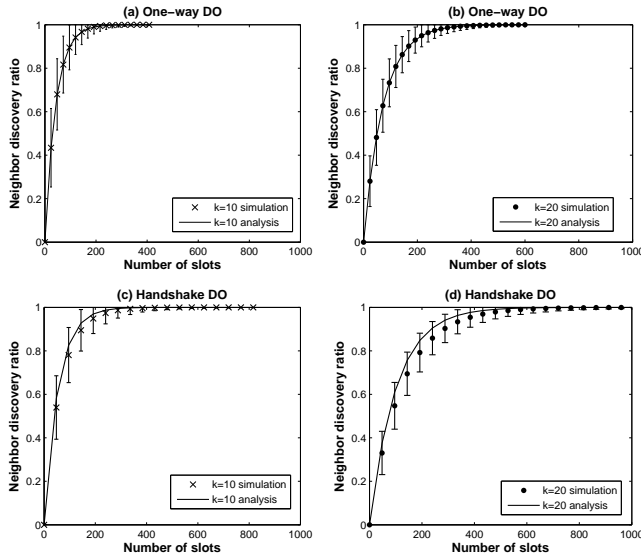 (a) One−way DO
Neighbor discovery ratio
1
0.8
0.6
0.4
0.2
0
0 200 400 600 800 1000
Number of slots
k=10 simulation
k=10 analysis
(b) One−way DO
Neighbor discovery ratio
1
0.8
0.6
0.4
0.2
0
0 200 400 600 800 1000
Number of slots
k=20 simulation
k=20 analysis
(c) Handshake DO
Neighbor discovery ratio
1
0.8
0.6
0.4
0.2
0
0 200 400 600 800 1000
Number of slots
k=10 simulation
k=10 analysis
(d) Handshake DO
Neighbor discovery ratio
1
0.8
0.6
0.4
0.2
0
0 200 400 600 800 1000
Number of slots
k=20 simulation
k=20 analysis